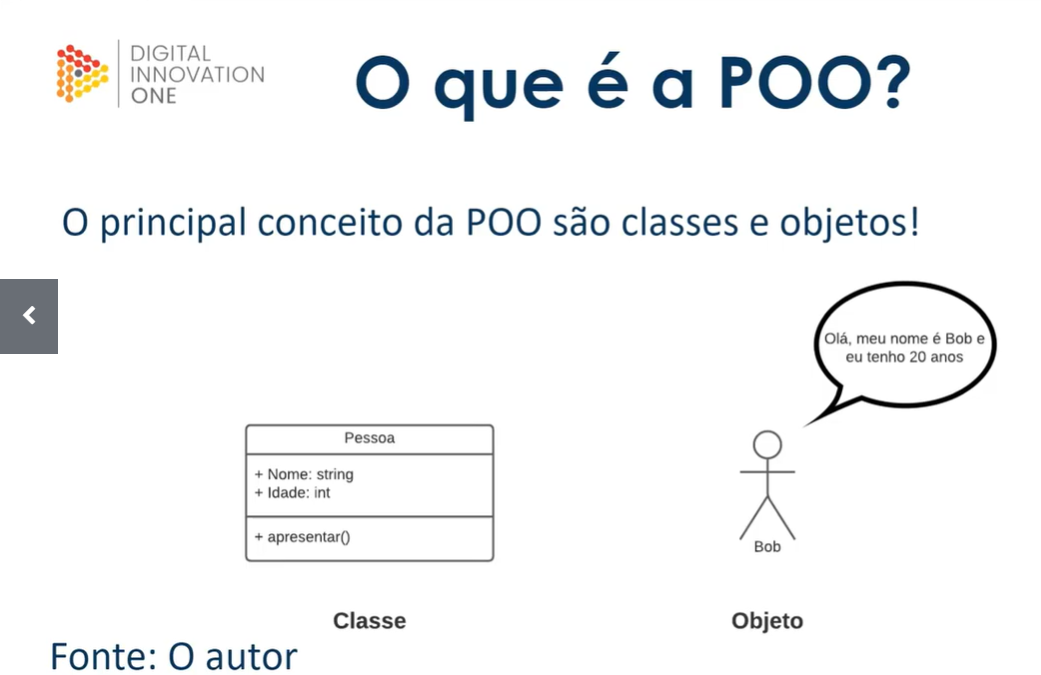 DIGITAL
INNOVATION
ONE
O que é a POO?
O principal conceito da POO são classes e objetos!
Olá, meu nome é Bob e
eu tenho 20 anos
Pessoa
+ Nome: string
+ Idade: int
+ apresentar()
Bob
Classe
Objeto
Fonte: O autor